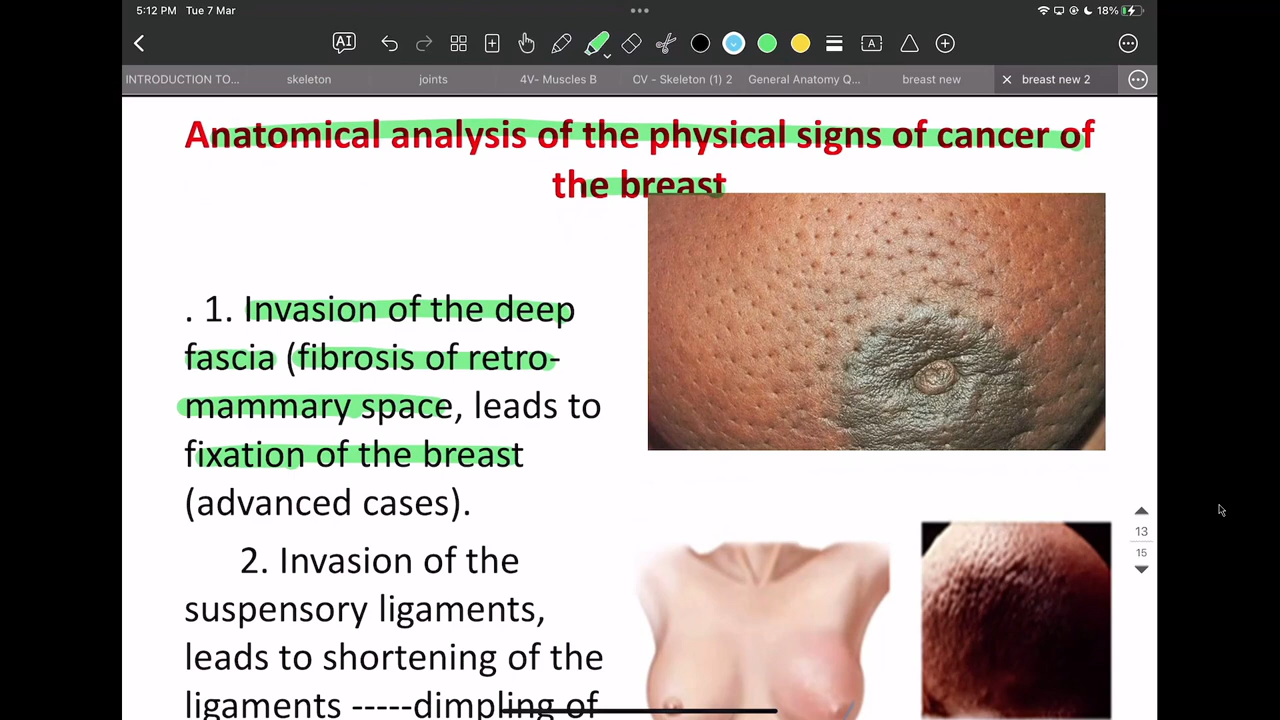 5:12 PM Tue 7 Mar
18%
AI
A
INTRODUCTION TO... skeleton joints 4V- Muscles B CV - Skeleton (1) 2 General Anatomy Q... breast new breast new 2
Anatomical analysis of the physical signs of cancer of
the breast
. 1. Invasion of the deep
fascia (fibrosis of retro-
mammary space, leads to
fixation of the breast
(advanced cases).
2. Invasion of the
suspensory ligaments,
leads to shortening of the
ligaments -----dimpling of
13
15